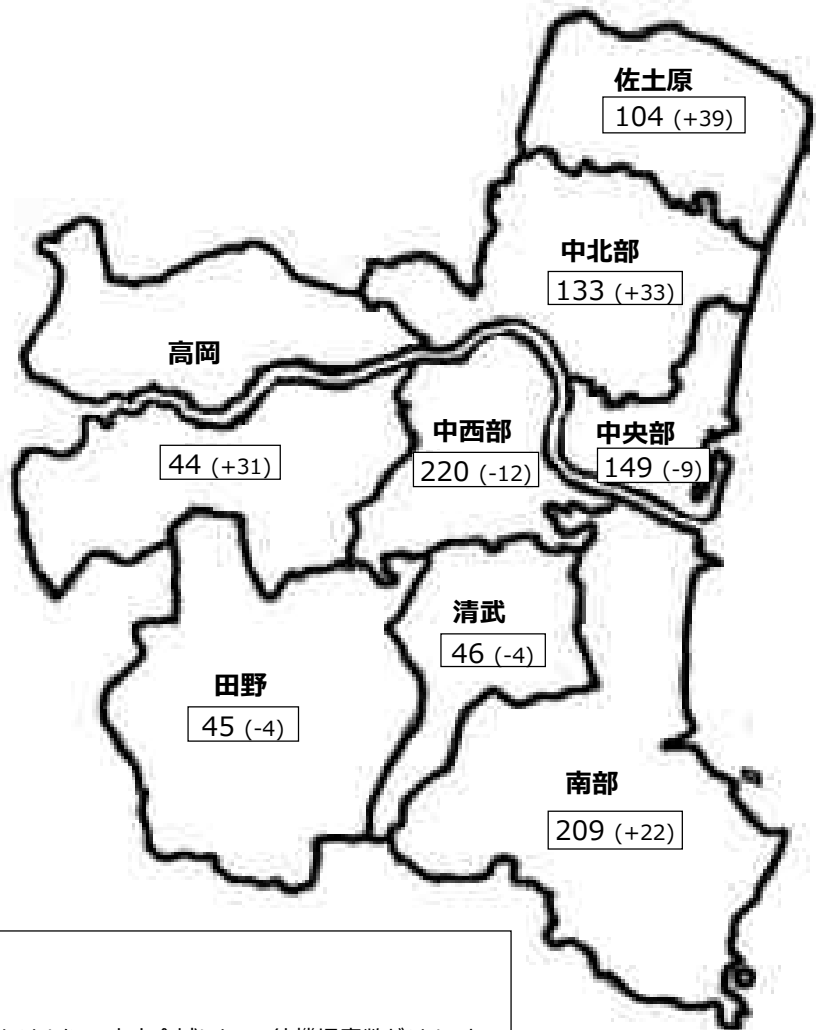 佐土原
104 (+39)
中北部
133 (+33)
高岡
44 (+31)
中西部
220 (-12)
中央部
149 (-9)
清武
46 (-4)
田野
45 (-4)
南部
209 (+22)